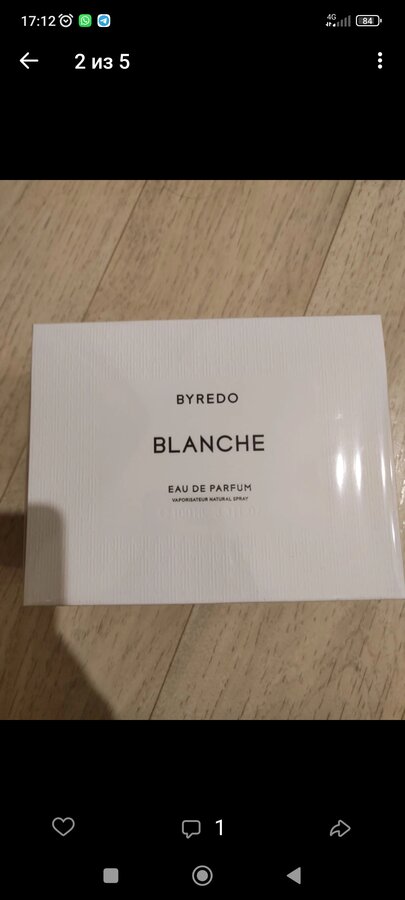 17:12 4G 84
2 из 5
BYREDO
BLANCHE
EAU DE PARFUM
VAPORISATEUR NATURAL SPRAY
1